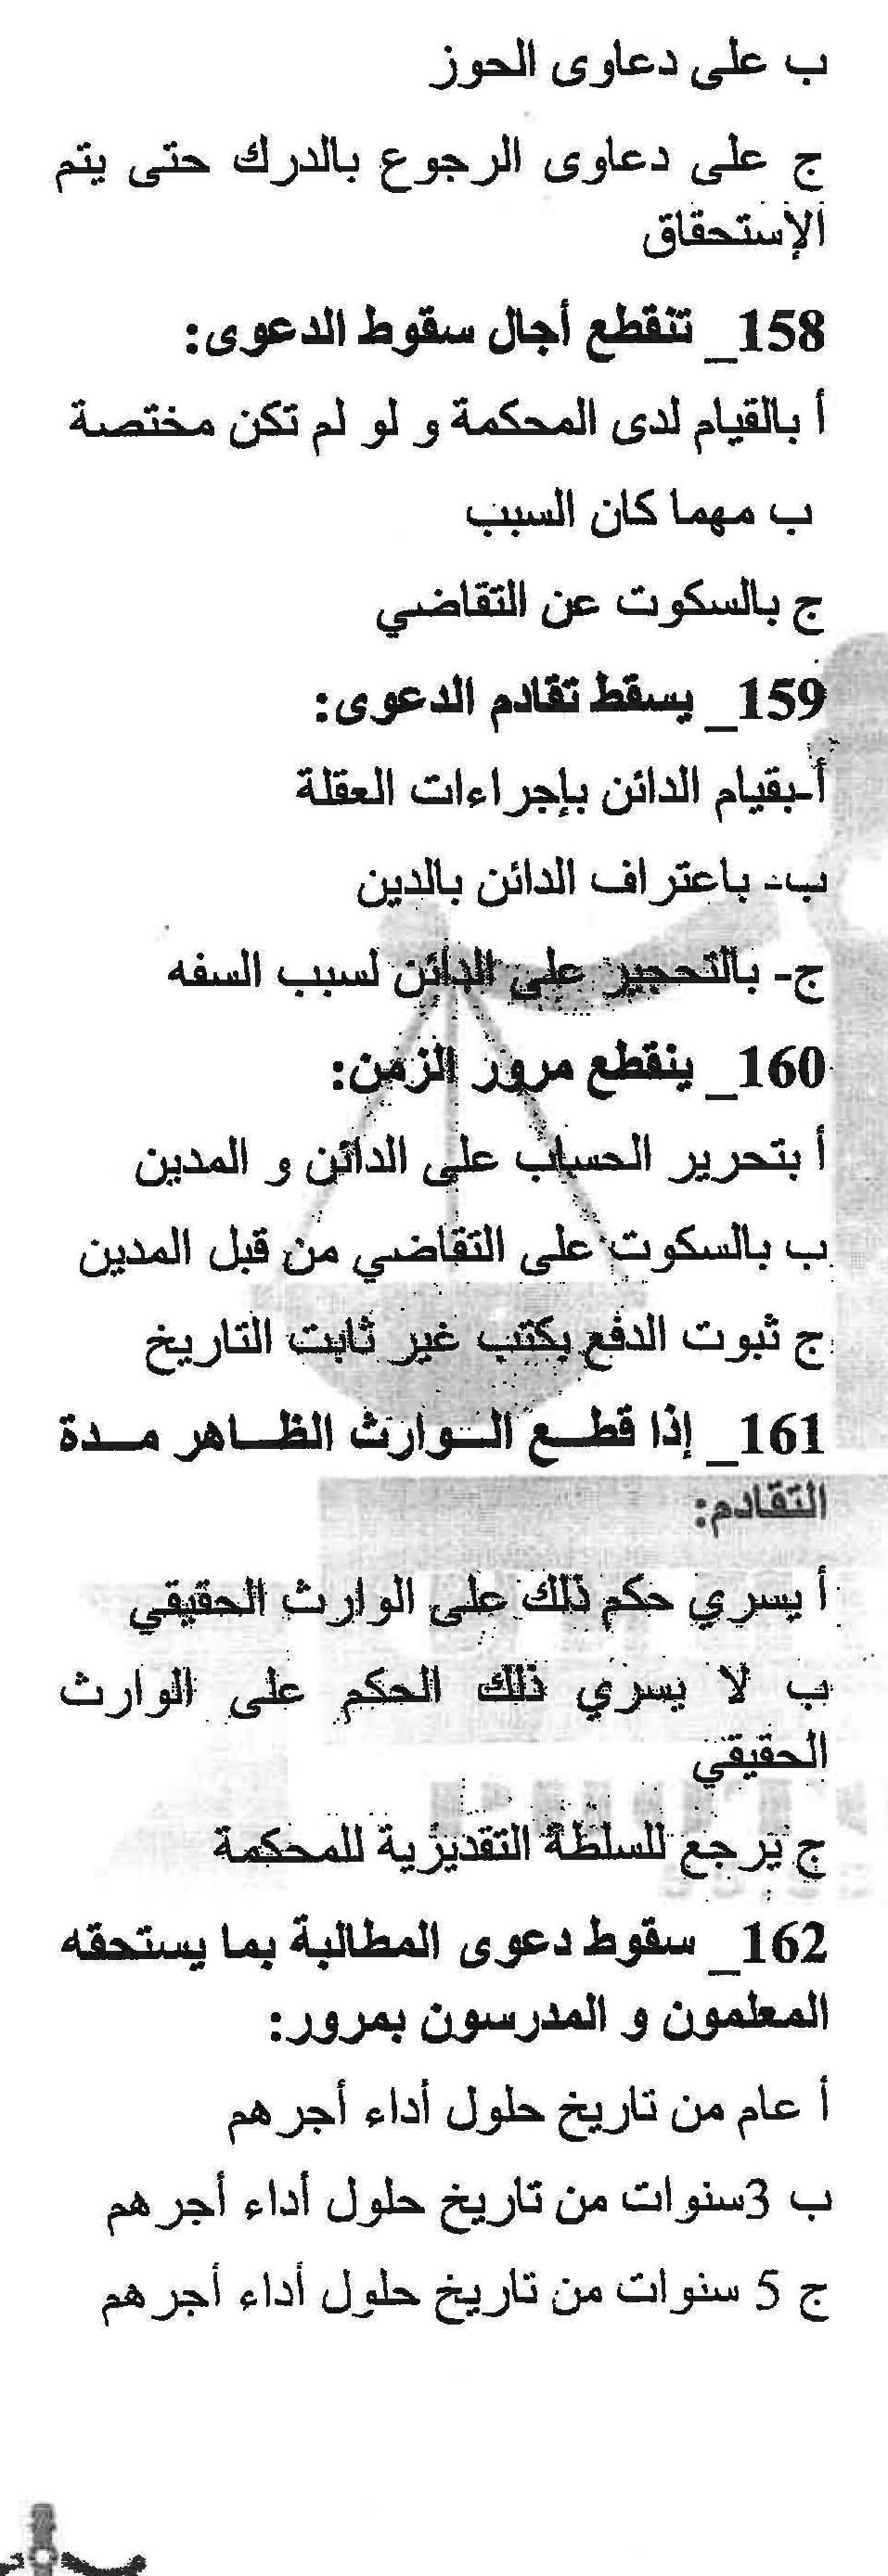 ب على دعاوى الحوز
ج على دعاوى الرجوع بالدرك حتى يتم
الإستحقاق
158_ تنقطع أجال سقوط الدعوى:
أ بالقيام لدى المحكمة و لو لم تكن مختصة
ب مهما كان السبب
ج بالسكوت عن التقاضي
159_ يسقط تقادم الدعوى:
أ-بقيام الدائن بإجراءات العقلة
ب- باعتراف الدائن بالدين
ج- بالتحجير على الدائن لسبب السفه
160_ ينقطع مرور الزمن:
أ بتحرير الحساب على الدائن و المدين
ب بالسكوت على التقاضي من قبل المدين
ج ثبوت الدفع بكتب غير ثابت التاريخ
161_ إذا قطــع الــوارث الظــاهر مــدة
التقادم:
أ يسري حكم ذلك على الوارث الحقيقي
ب لا يسري ذلك الحكم على الوارث
الحقيقي
ج يرجع للسلطة التقديرية للمحكمة
162_ سقوط دعوى المطالبة بما يستحقه
المعلمون و المدرسون بمرور:
أ عام من تاريخ حلول أداء أجرهم
ب 3سنوات من تاريخ حلول أداء أجرهم
ج 5 سنوات من تاريخ حلول أداء أجرهم